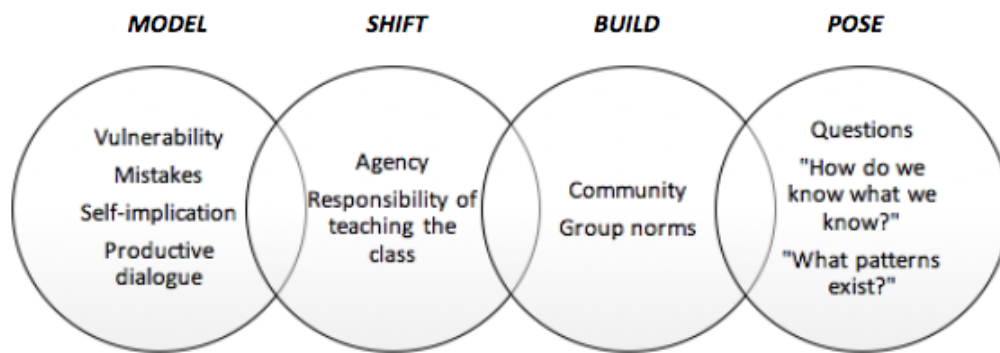 MODEL
SHIFT
BUILD
POSE
Vulnerability
Mistakes
Self-implication
Productive
dialogue
Agency
Responsibility of
teaching the
class
Community
Group norms
Questions
"How do we
know what we
know?"
"What patterns
exist?"